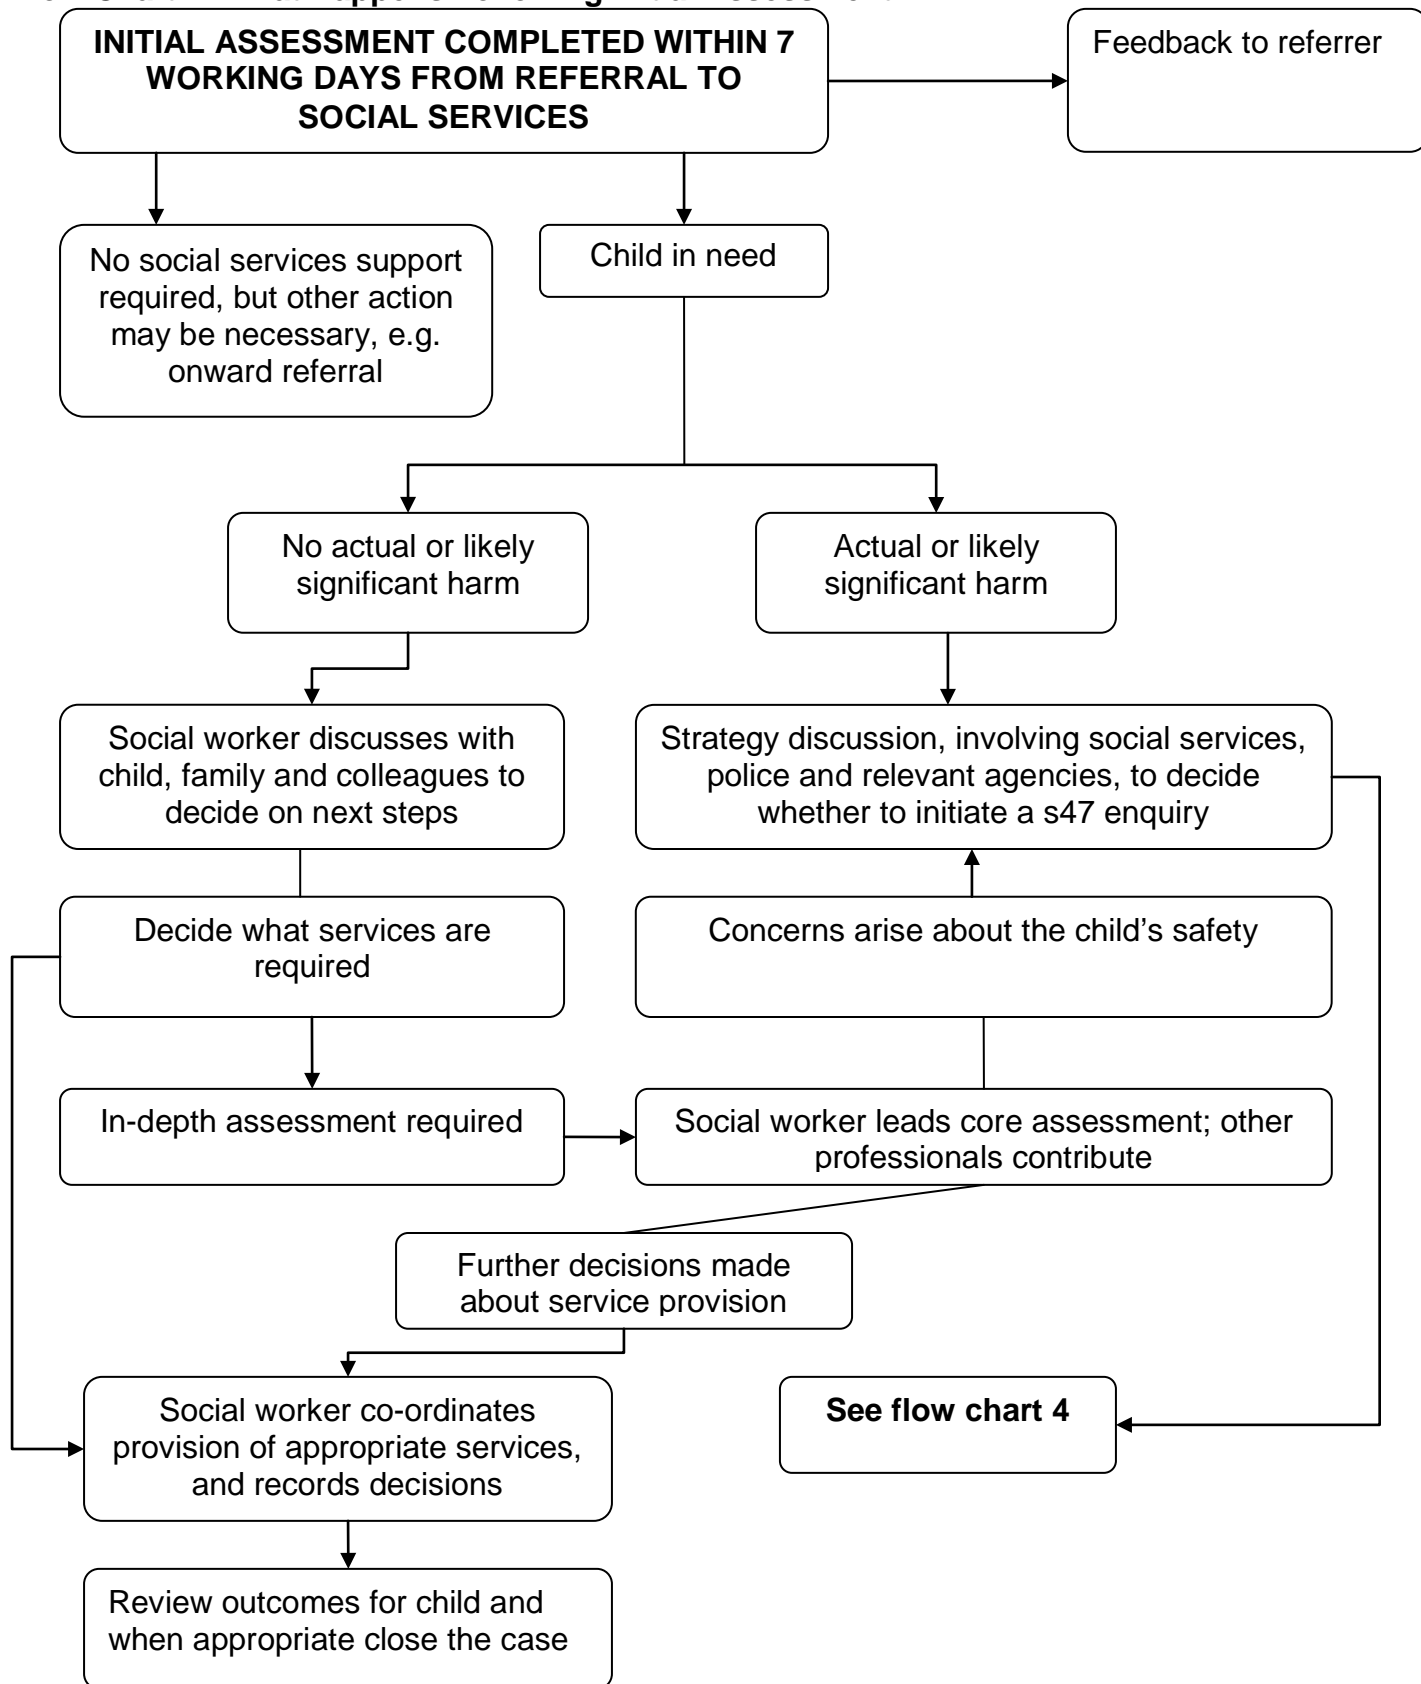 INITIAL ASSESSMENT COMPLETED WITHIN 7
WORKING DAYS FROM REFERRAL TO
SOCIAL SERVICES
Feedback to referrer
No social services support
required, but other action
may be necessary, e.g.
onward referral
Child in need
No actual or likely
significant harm
Actual or likely
significant harm
Social worker discusses with
child, family and colleagues to
decide on next steps
Strategy discussion, involving social services,
police and relevant agencies, to decide
whether to initiate a s47 enquiry
Decide what services are
required
Concerns arise about the child’s safety
In-depth assessment required
Social worker leads core assessment; other
professionals contribute
Further decisions made
about service provision
Social worker co-ordinates
provision of appropriate services,
and records decisions
See flow chart 4
Review outcomes for child and
when appropriate close the case